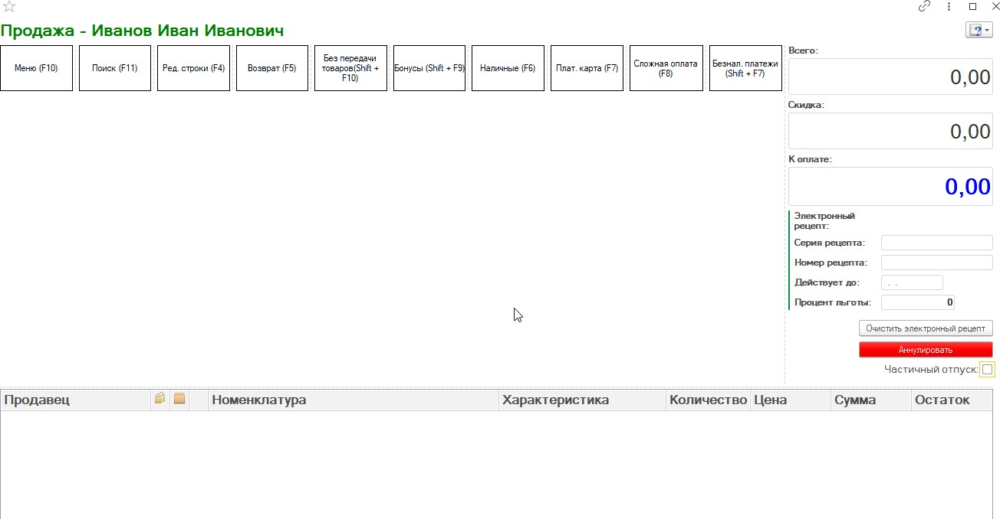 Продажа - Иванов Иван Иванович
Меню (F10)
Поиск (F11)
Ред. строки (F4)
Возврат (F5)
Без передачи
товаров(Shift +
F10)
Бонусы (Shift + F9)
Наличные (F6)
Плат. карта (F7)
Сложная оплата
(F8)
Безнал. платежи
(Shift + F7)
Всего:
0,00
Скидка:
0,00
К оплате:
0,00
Электронный
рецепт:
Серия рецепта:
Номер рецепта:
Действует до: . .
Процент льготы: 0
Очистить электронный рецепт
Аннулировать
Частичный отпуск:
Продавец Номенклатура Характеристика Количество Цена Сумма Остаток